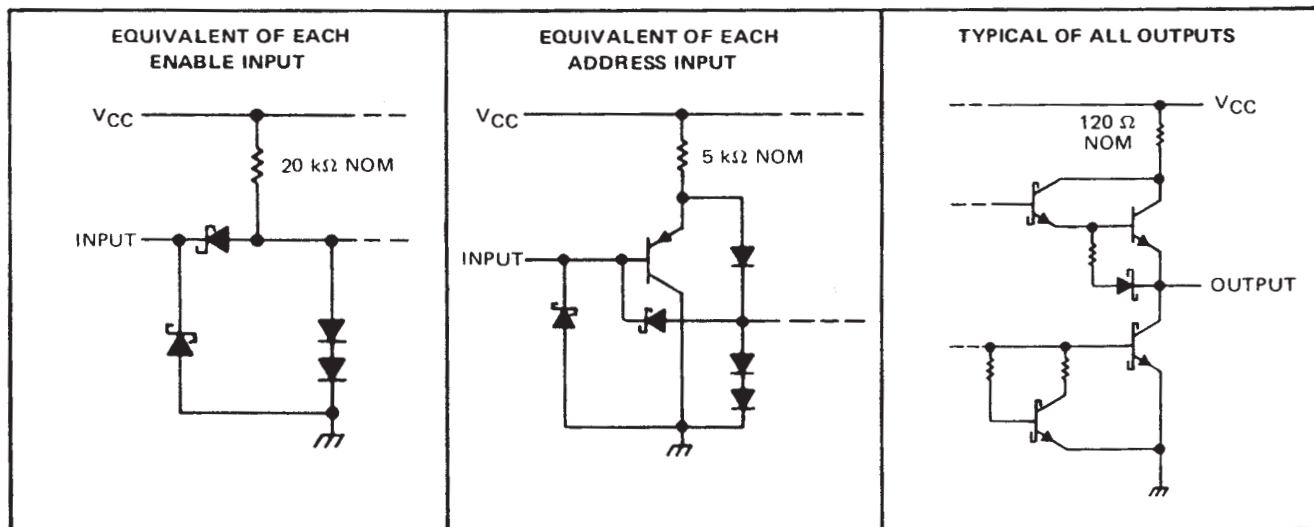 EQUIVALENT OF EACH
ENABLE INPUT
VCC
20 kΩ NOM
INPUT
EQUIVALENT OF EACH
ADDRESS INPUT
VCC
5 kΩ NOM
INPUT
TYPICAL OF ALL OUTPUTS
VCC
120 Ω
NOM
OUTPUT